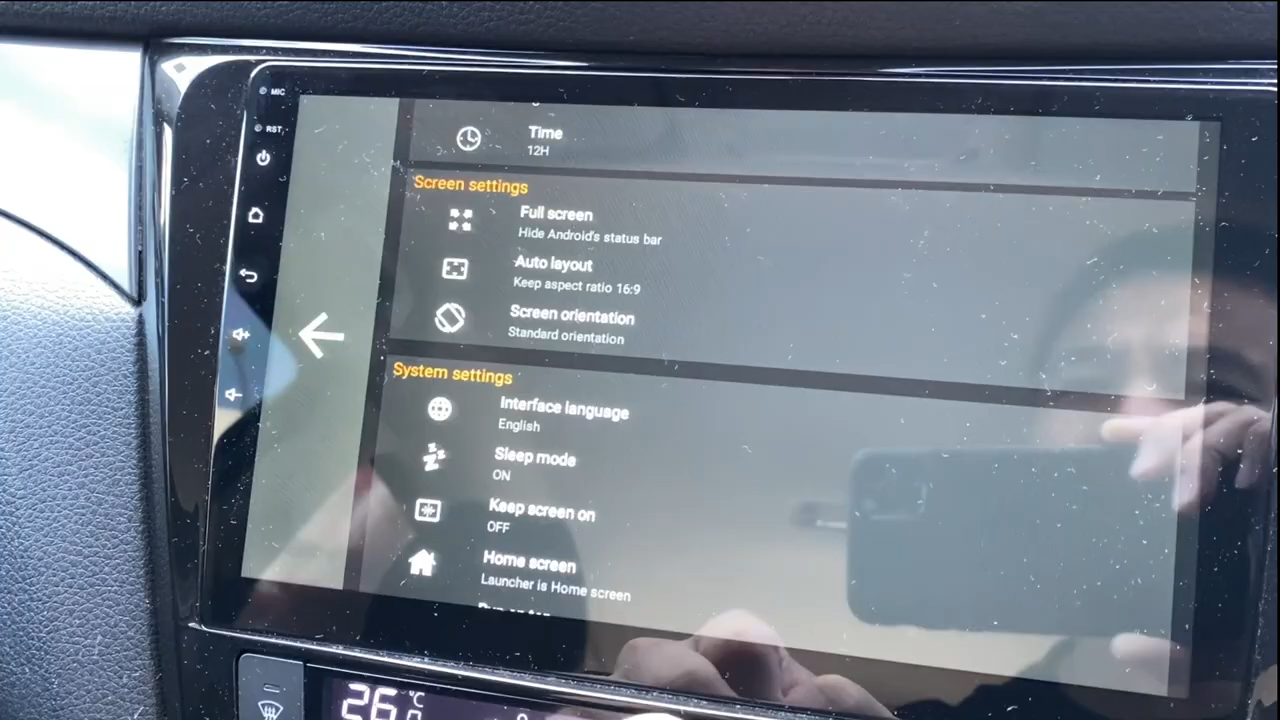 MIC
RST
Time
12H
Screen settings
Full screen
Hide Android's status bar
Auto layout
Keep aspect ratio 16:9
Screen orientation
Standard orientation
System settings
Interface language
English
Sleep mode
ON
Keep screen on
OFF
Home screen
Launcher is Home screen
26 °C